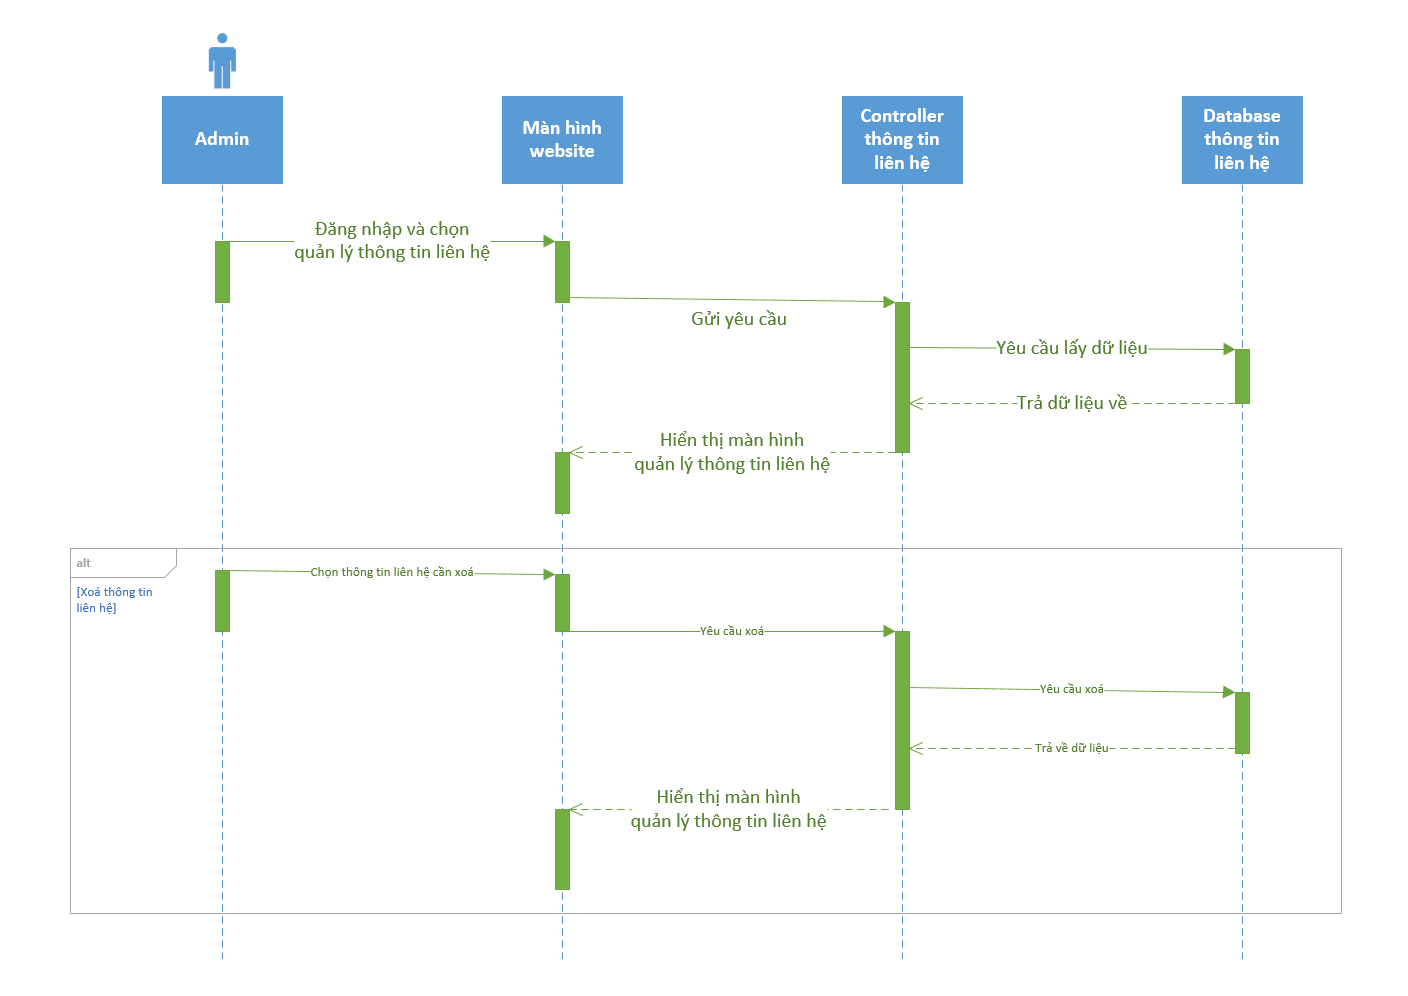 Admin
Màn hình
website
Controller
thông tin
liên hệ
Database
thông tin
liên hệ
Đăng nhập và chọn
quản lý thông tin liên hệ
Gửi yêu cầu
Yêu cầu lấy dữ liệu
Trả dữ liệu về
Hiển thị màn hình
quản lý thông tin liên hệ
alt
[Xoá thông tin
liên hệ]
Chọn thông tin liên hệ cần xoá
Yêu cầu xoá
Yêu cầu xoá
Trả về dữ liệu
Hiển thị màn hình
quản lý thông tin liên hệ